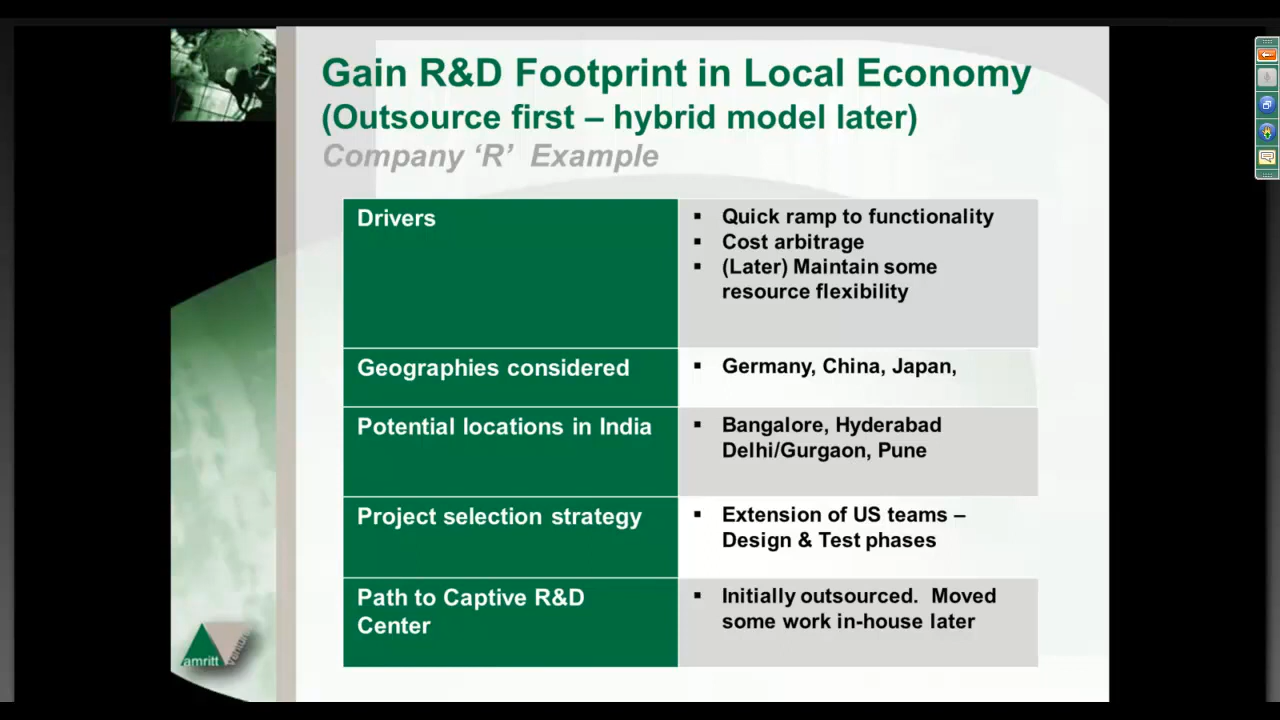 Gain R&D Footprint in Local Economy
(Outsource first – hybrid model later)
Company ‘R’ Example
Drivers
▪ Quick ramp to functionality
▪ Cost arbitrage
▪ (Later) Maintain some
resource flexibility
Geographies considered
▪ Germany, China, Japan,
Potential locations in India
▪ Bangalore, Hyderabad
Delhi/Gurgaon, Pune
Project selection strategy
▪ Extension of US teams –
Design & Test phases
Path to Captive R&D
Center
▪ Initially outsourced. Moved
some work in-house later
amritt